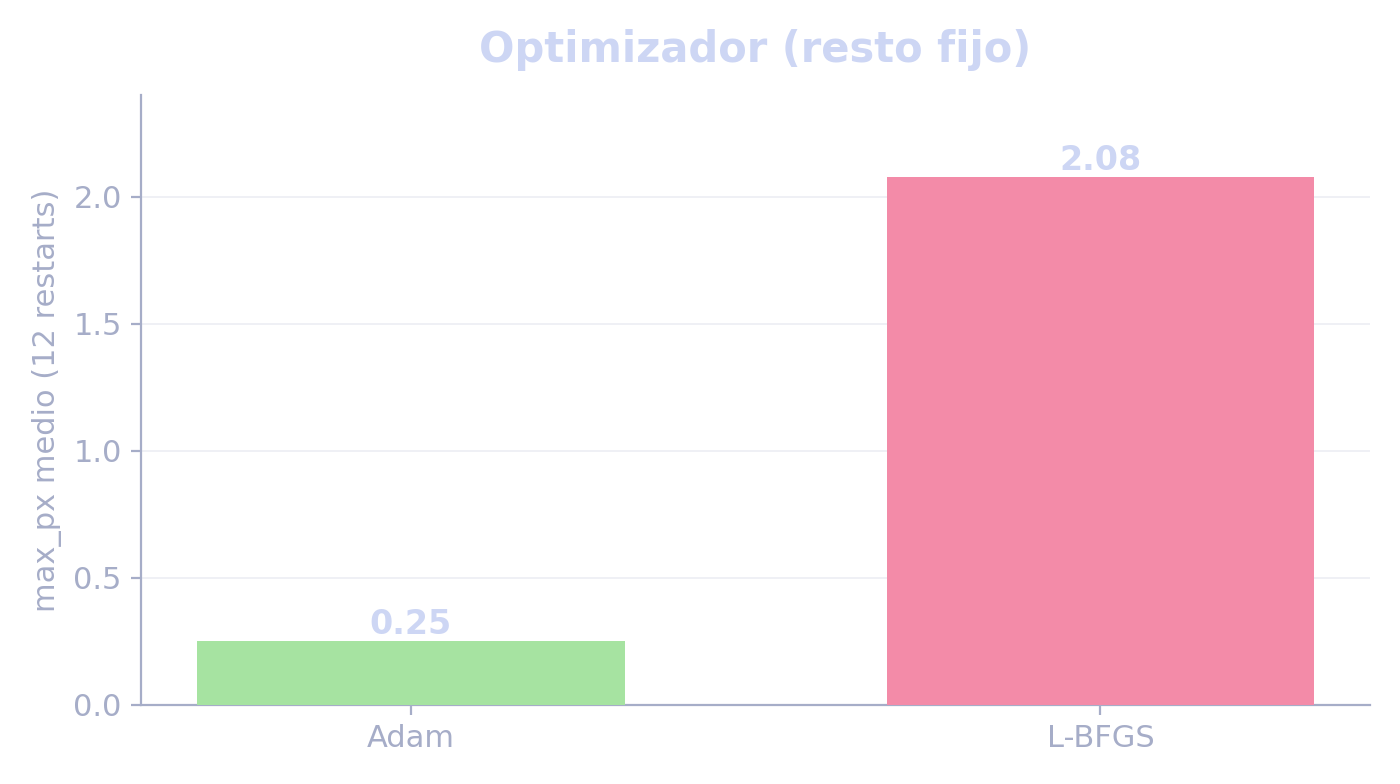 Optimizador (resto fijo)
max_px medio (12 restarts)
2.0
1.5
1.0
0.5
0.0
0.25
2.08
Adam
L-BFGS